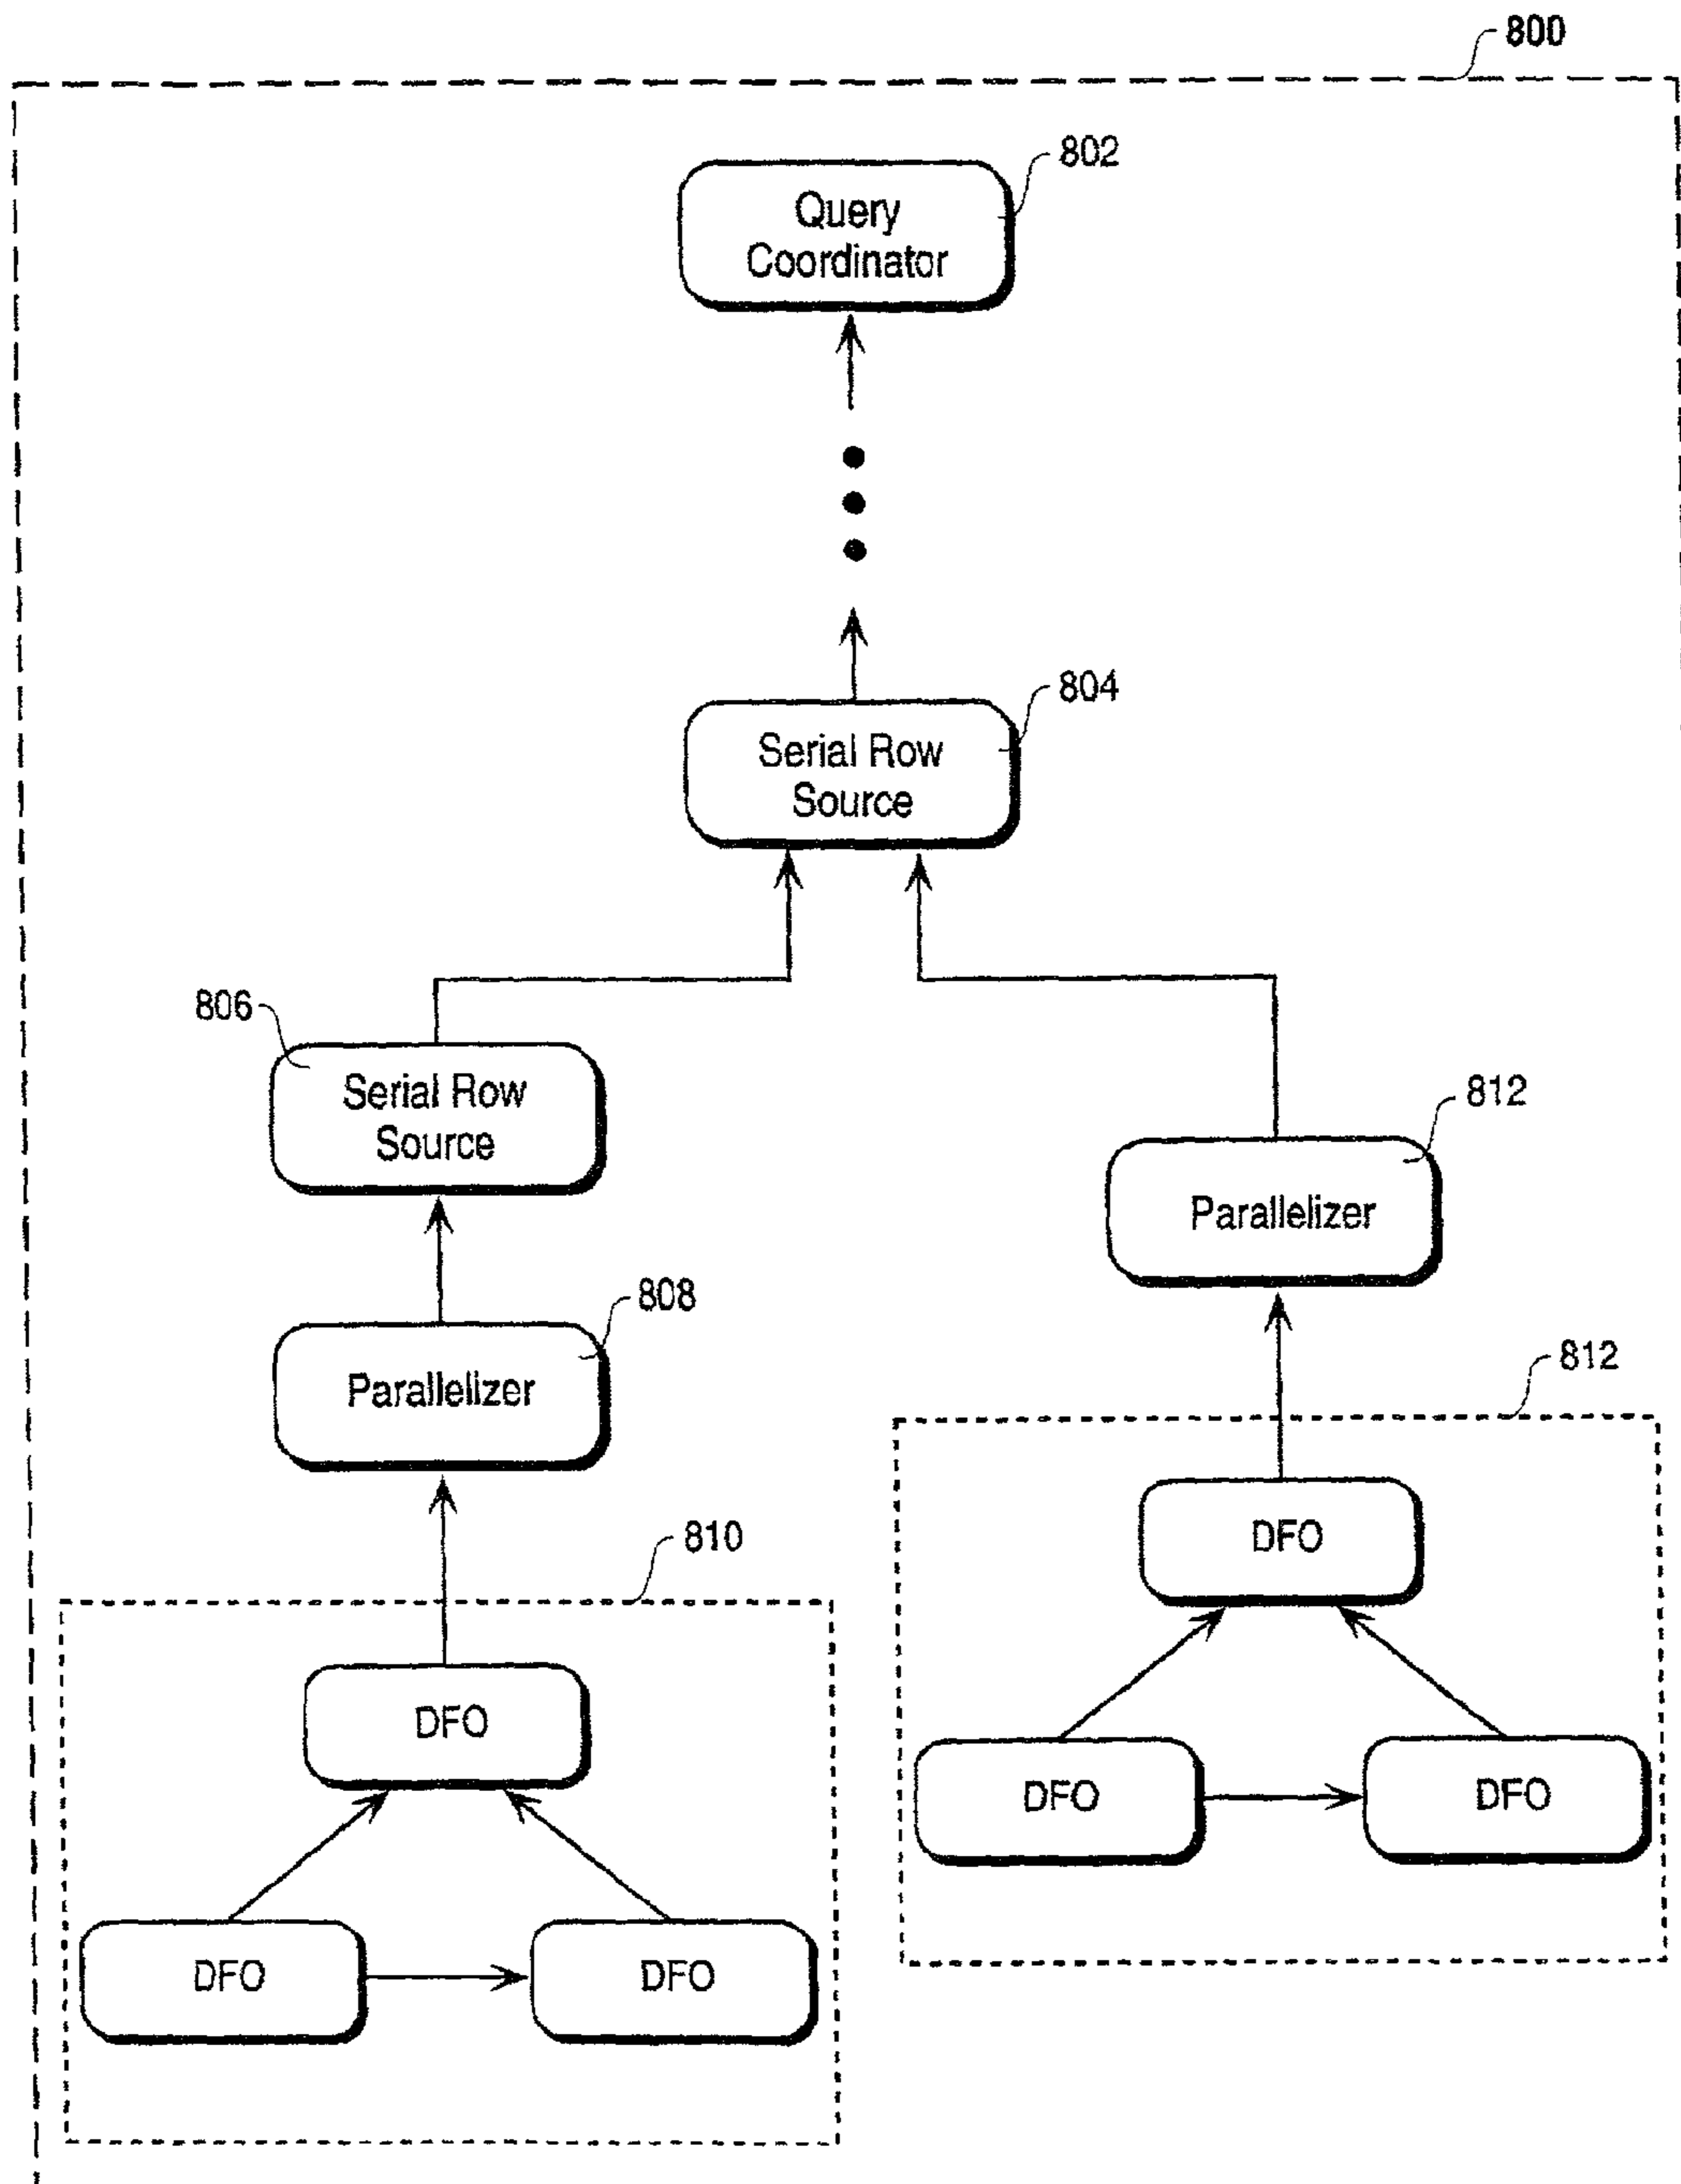 800
802
Query
Coordinator
804
Serial Row
Source
806
Serial Row
Source
812
Parallelizer
808
Parallelizer
812
DFO
DFO
DFO
810
DFO
DFO
DFO